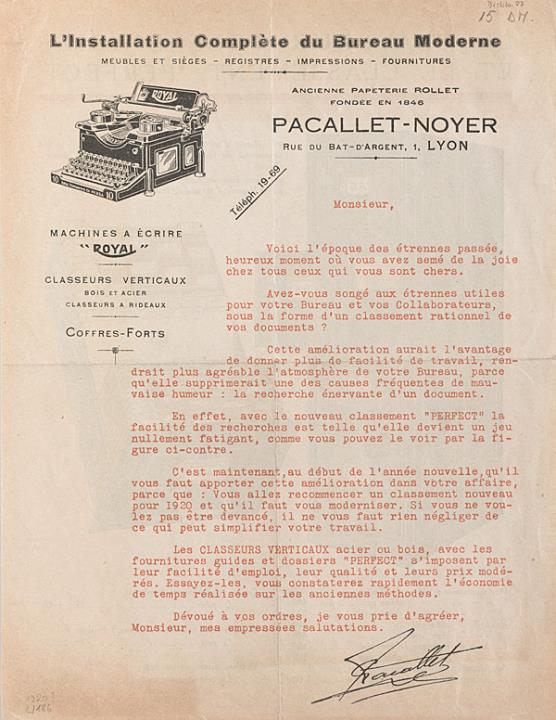 15 DM.
L'Installation Complète du Bureau Moderne
MEUBLES ET SIÈGES - REGISTRES - IMPRESSIONS - FOURNITURES
ROYAL
10
ANCIENNE PAPETERIE ROLLET
FONDÉE EN 1846
PACALLET-NOYER
RUE DU BAT-D'ARGENT, 1, LYON
Téléph. 19-69
MACHINES A ÉCRIRE
"ROYAL"
CLASSEURS VERTICAUX
BOIS ET ACIER
CLASSEURS A RIDEAUX
COFFRES-FORTS
Monsieur,
Voici l'époque des étrennes passée,
heureux moment où vous avez semé de la joie
chez tous ceux qui vous sont chers.
Avez-vous songé aux étrennes utiles
pour votre Bureau et vos Collaborateurs,
sous la forme d'un classement rationnel de
vos documents ?
Cette amélioration aurait l'avantage
de donner plus de facilité de travail, ren-
drait plus agréable l'atmosphère de votre Bureau, parce
qu'elle supprimerait une des causes fréquentes de mau-
vaise humeur : la recherche énervante d'un document.
En effet, avec le nouveau classement "PERFECT" la
facilité des recherches est telle qu'elle devient un jeu
nullement fatigant, comme vous pouvez le voir par la fi-
gure ci-contre.
C'est maintenant,au début de l'année nouvelle,qu'il
vous faut apporter cette amélioration dans votre affaire,
parce que : Vous allez recommencer un classement nouveau
pour 1920 et qu'il faut vous moderniser. Si vous ne vou-
lez pas être devancé, il ne vous faut rien négliger de
ce qui peut simplifier votre travail.
Les CLASSEURS VERTICAUX acier ou bois, avec les
fournitures guides et dossiers "PERFECT" s'imposent par
leur facilité d'emploi, leur qualité et leurs prix modé-
rés. Essayez-les, vous constaterez rapidement l'économie
de temps réalisée sur les anciennes méthodes.
Dévoué à vos ordres, je vous prie d'agréer,
Monsieur, mes empressées salutations.
Pacallet